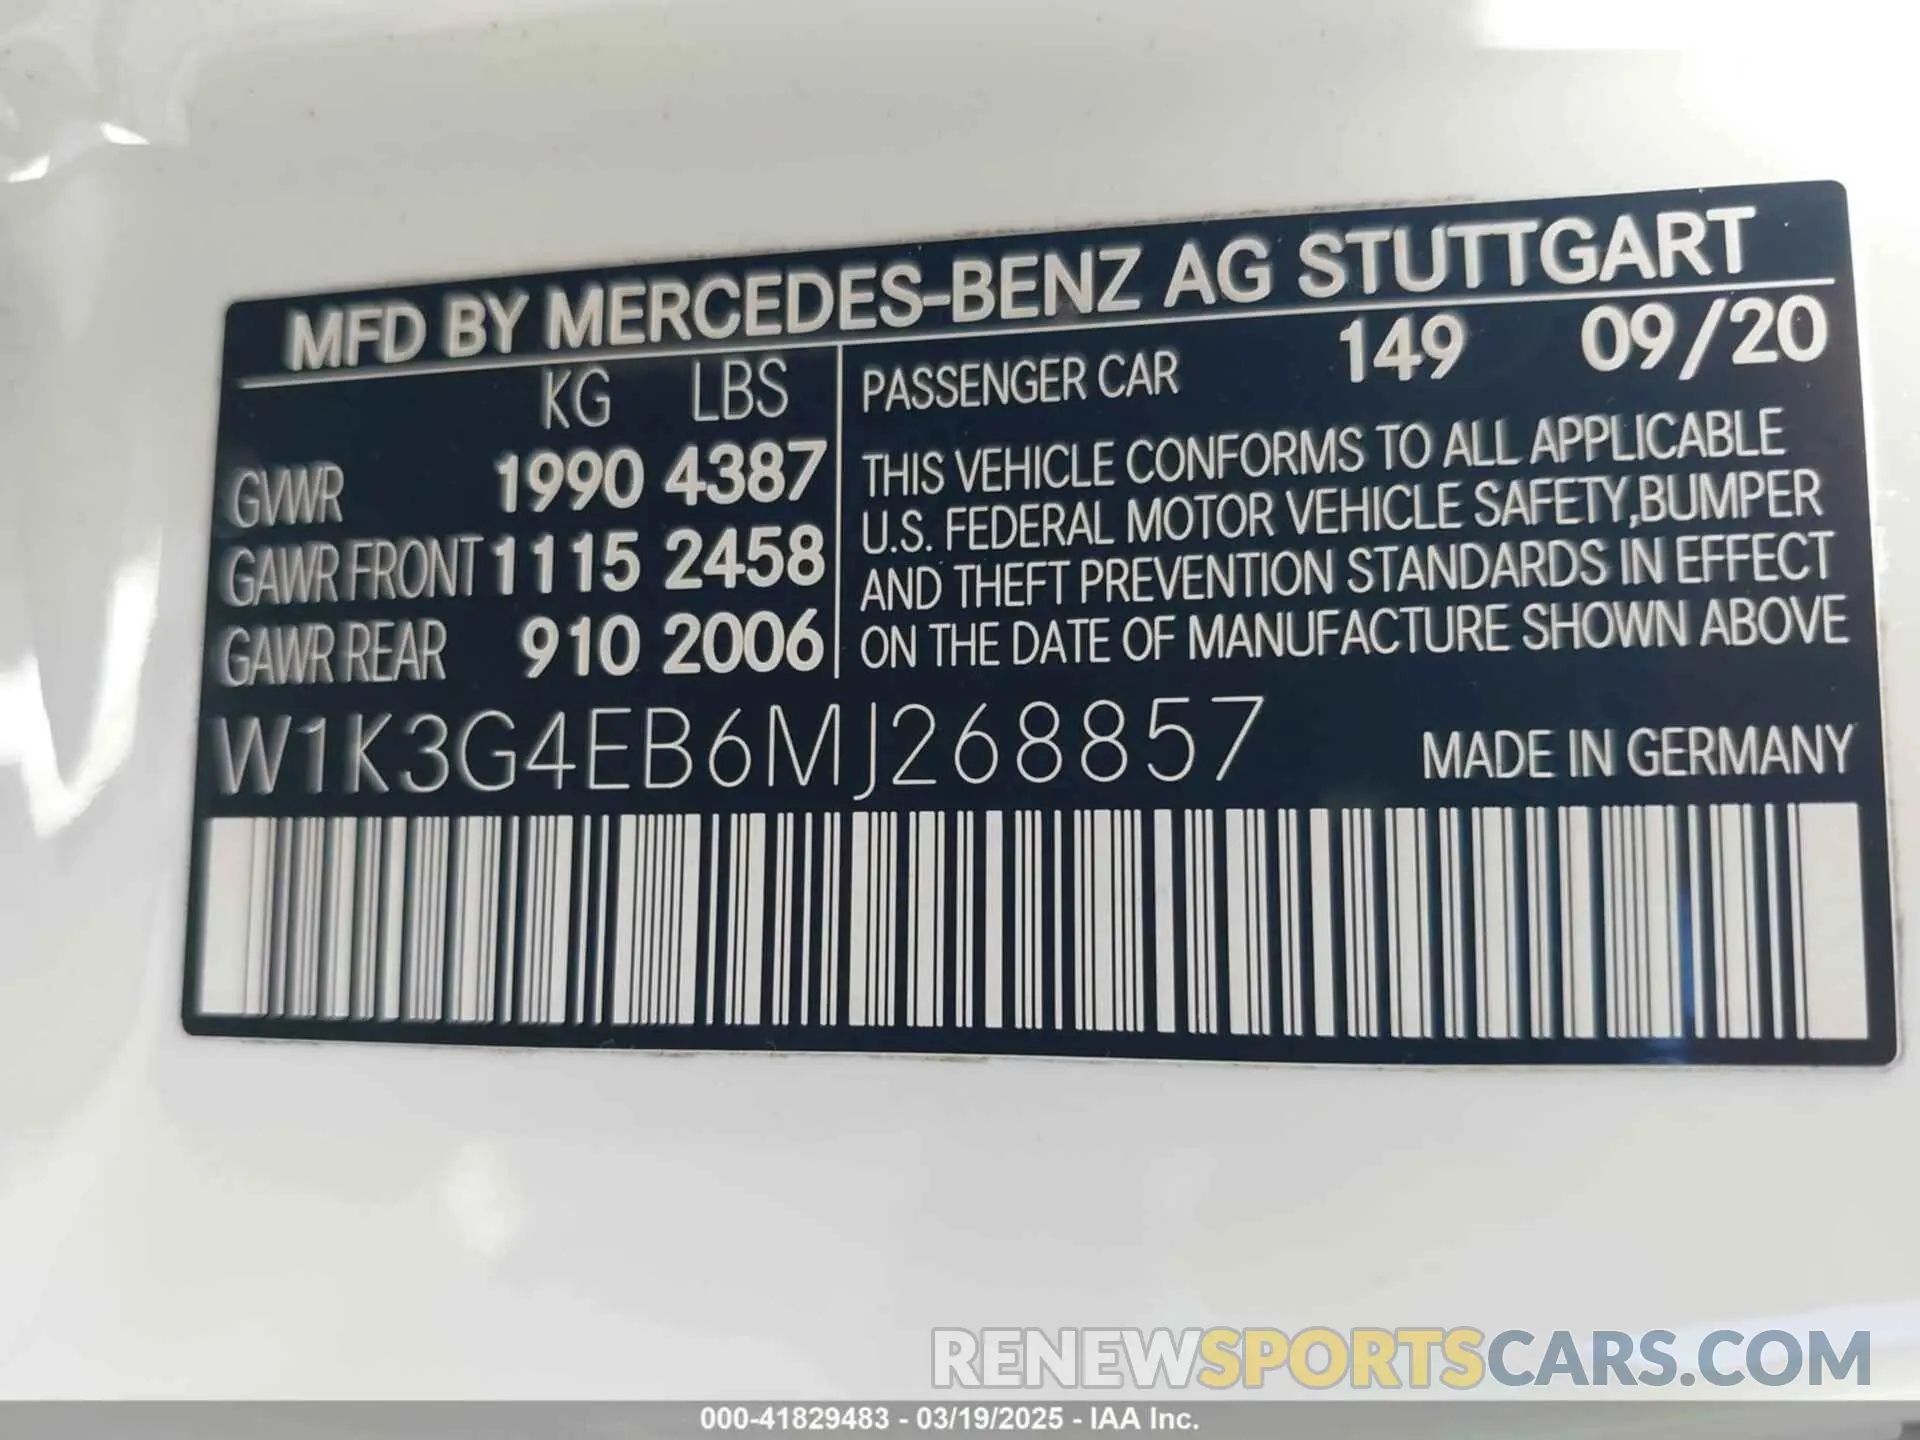 MFD BY MERCEDES-BENZ AG STUTTGART
KG LBS
GVWR 1990 4387
GAWR FRONT 1115 2458
GAWR REAR 910 2006
PASSENGER CAR 149 09/20
THIS VEHICLE CONFORMS TO ALL APPLICABLE
U.S. FEDERAL MOTOR VEHICLE SAFETY,BUMPER
AND THEFT PREVENTION STANDARDS IN EFFECT
ON THE DATE OF MANUFACTURE SHOWN ABOVE
W1K3G4EB6MJ268857
MADE IN GERMANY
RENEWSPORTSCARS.COM
000-41829483 - 03/19/2025 - IAA Inc.